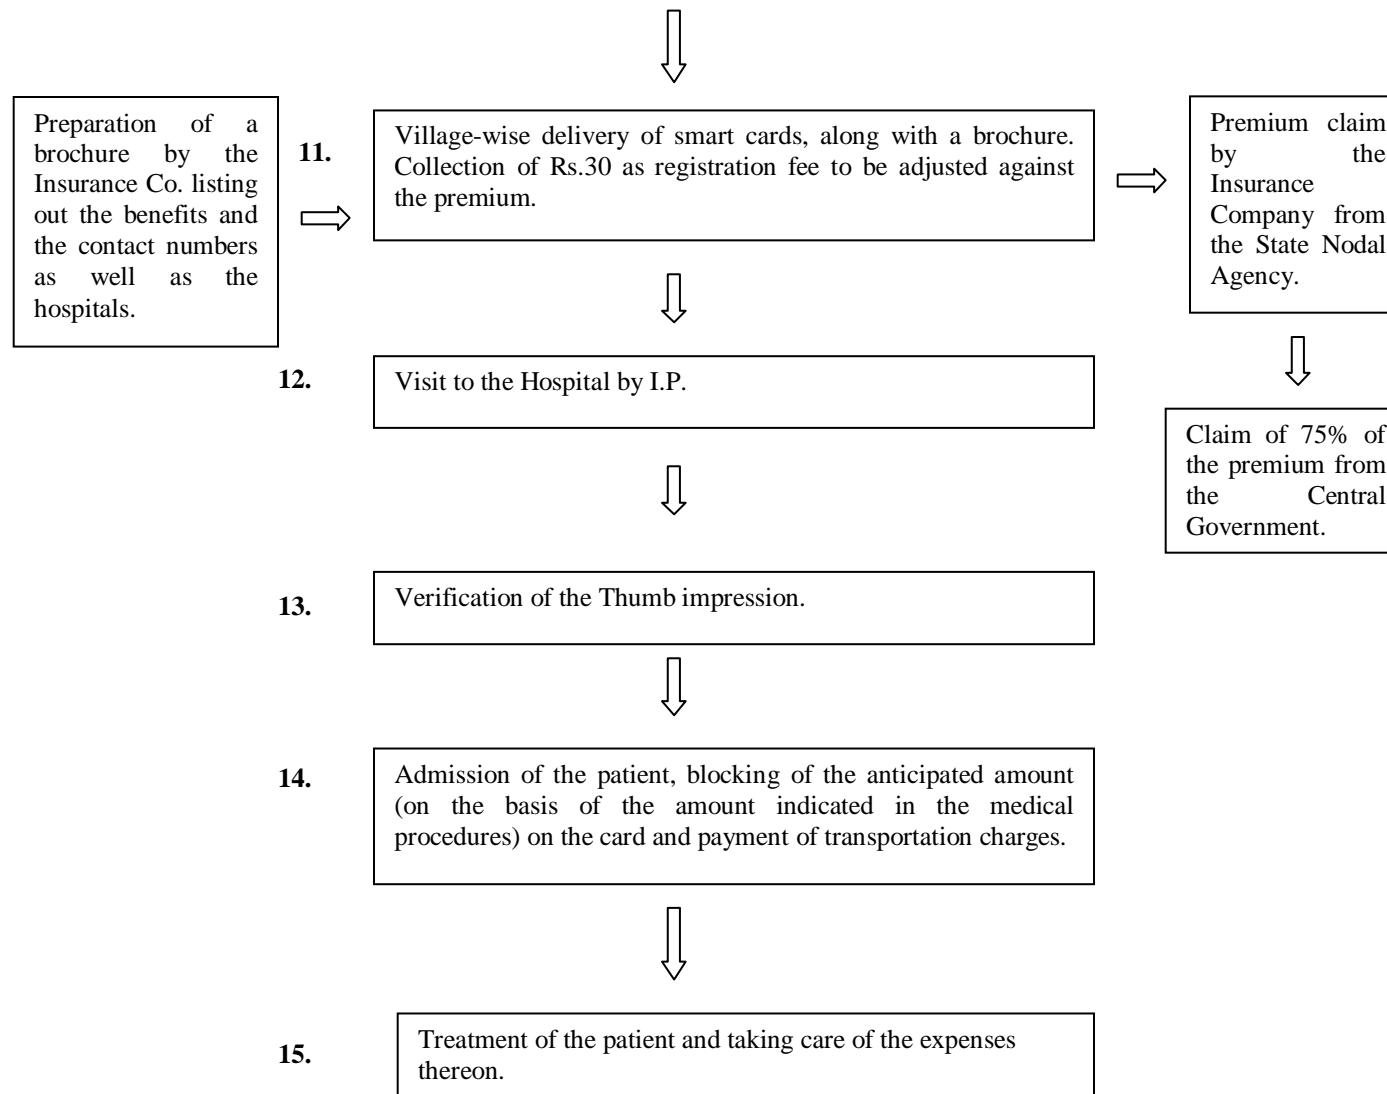 Preparation of a
brochure by the
Insurance Co. listing
out the benefits and
the contact numbers
as well as the
hospitals.
11.
Village-wise delivery of smart cards, along with a brochure.
Collection of Rs.30 as registration fee to be adjusted against
the premium.
Premium claim
by the
Insurance
Company from
the State Nodal
Agency.
12.
Visit to the Hospital by I.P.
Claim of 75% of
the premium from
the Central
Government.
13.
Verification of the Thumb impression.
14.
Admission of the patient, blocking of the anticipated amount
(on the basis of the amount indicated in the medical
procedures) on the card and payment of transportation charges.
15.
Treatment of the patient and taking care of the expenses
thereon.